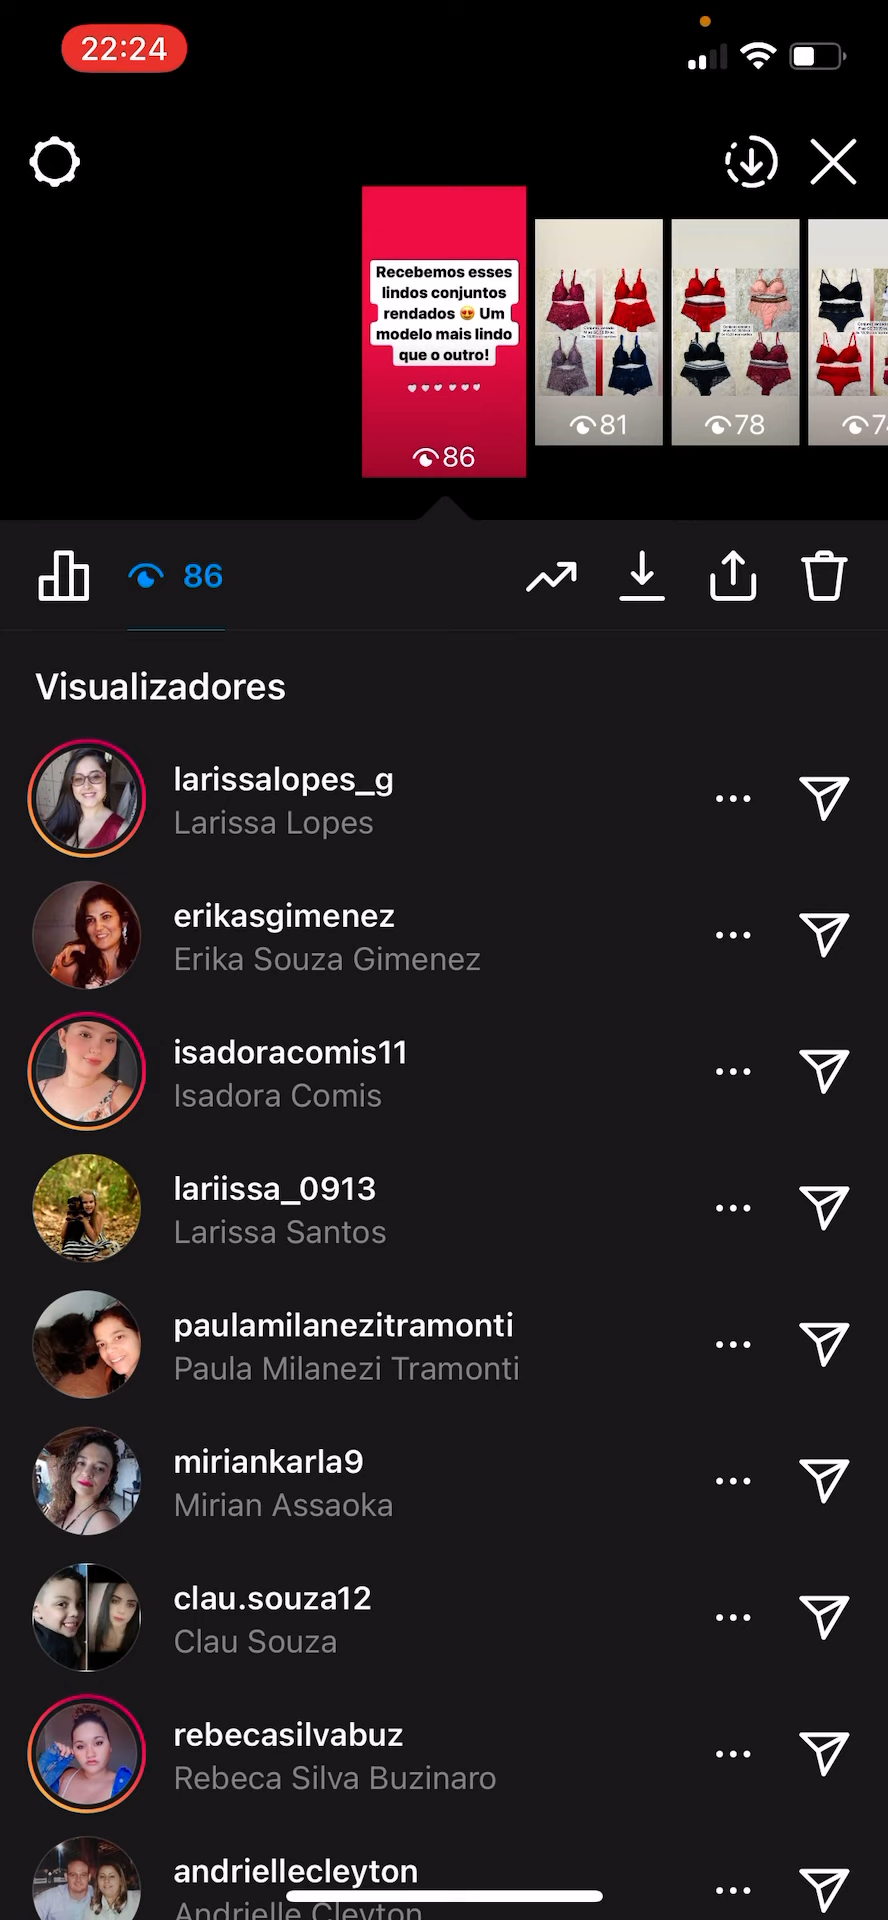 22:24
Recebemos esses
lindos conjuntos
rendados 😍 Um
modelo mais lindo
que o outro!
86
81
78
86
Visualizadores
larissalopes_g
Larissa Lopes
erikasgimenez
Erika Souza Gimenez
isadoracomis11
Isadora Comis
lariissa_0913
Larissa Santos
paulamilanezitramonti
Paula Milanezi Tramonti
miriankarla9
Mirian Assaoka
clau.souza12
Clau Souza
rebecasilvabuz
Rebeca Silva Buzinaro
andriellecleyton
Andrielle Cleyton